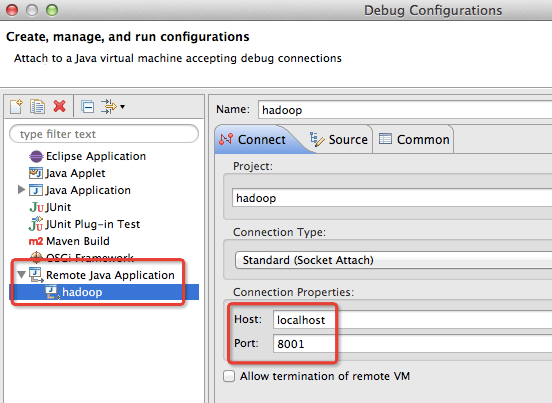 Debug Configurations
Create, manage, and run configurations
Attach to a Java virtual machine accepting debug connections
type filter text
Eclipse Application
Java Applet
Java Application
JUnit
JUnit Plug-in Test
m2 Maven Build
OSGi Framework
Remote Java Application
hadoop
Name: hadoop
Connect Source Common
Project:
hadoop
Connection Type:
Standard (Socket Attach)
Connection Properties:
Host: localhost
Port: 8001
Allow termination of remote VM